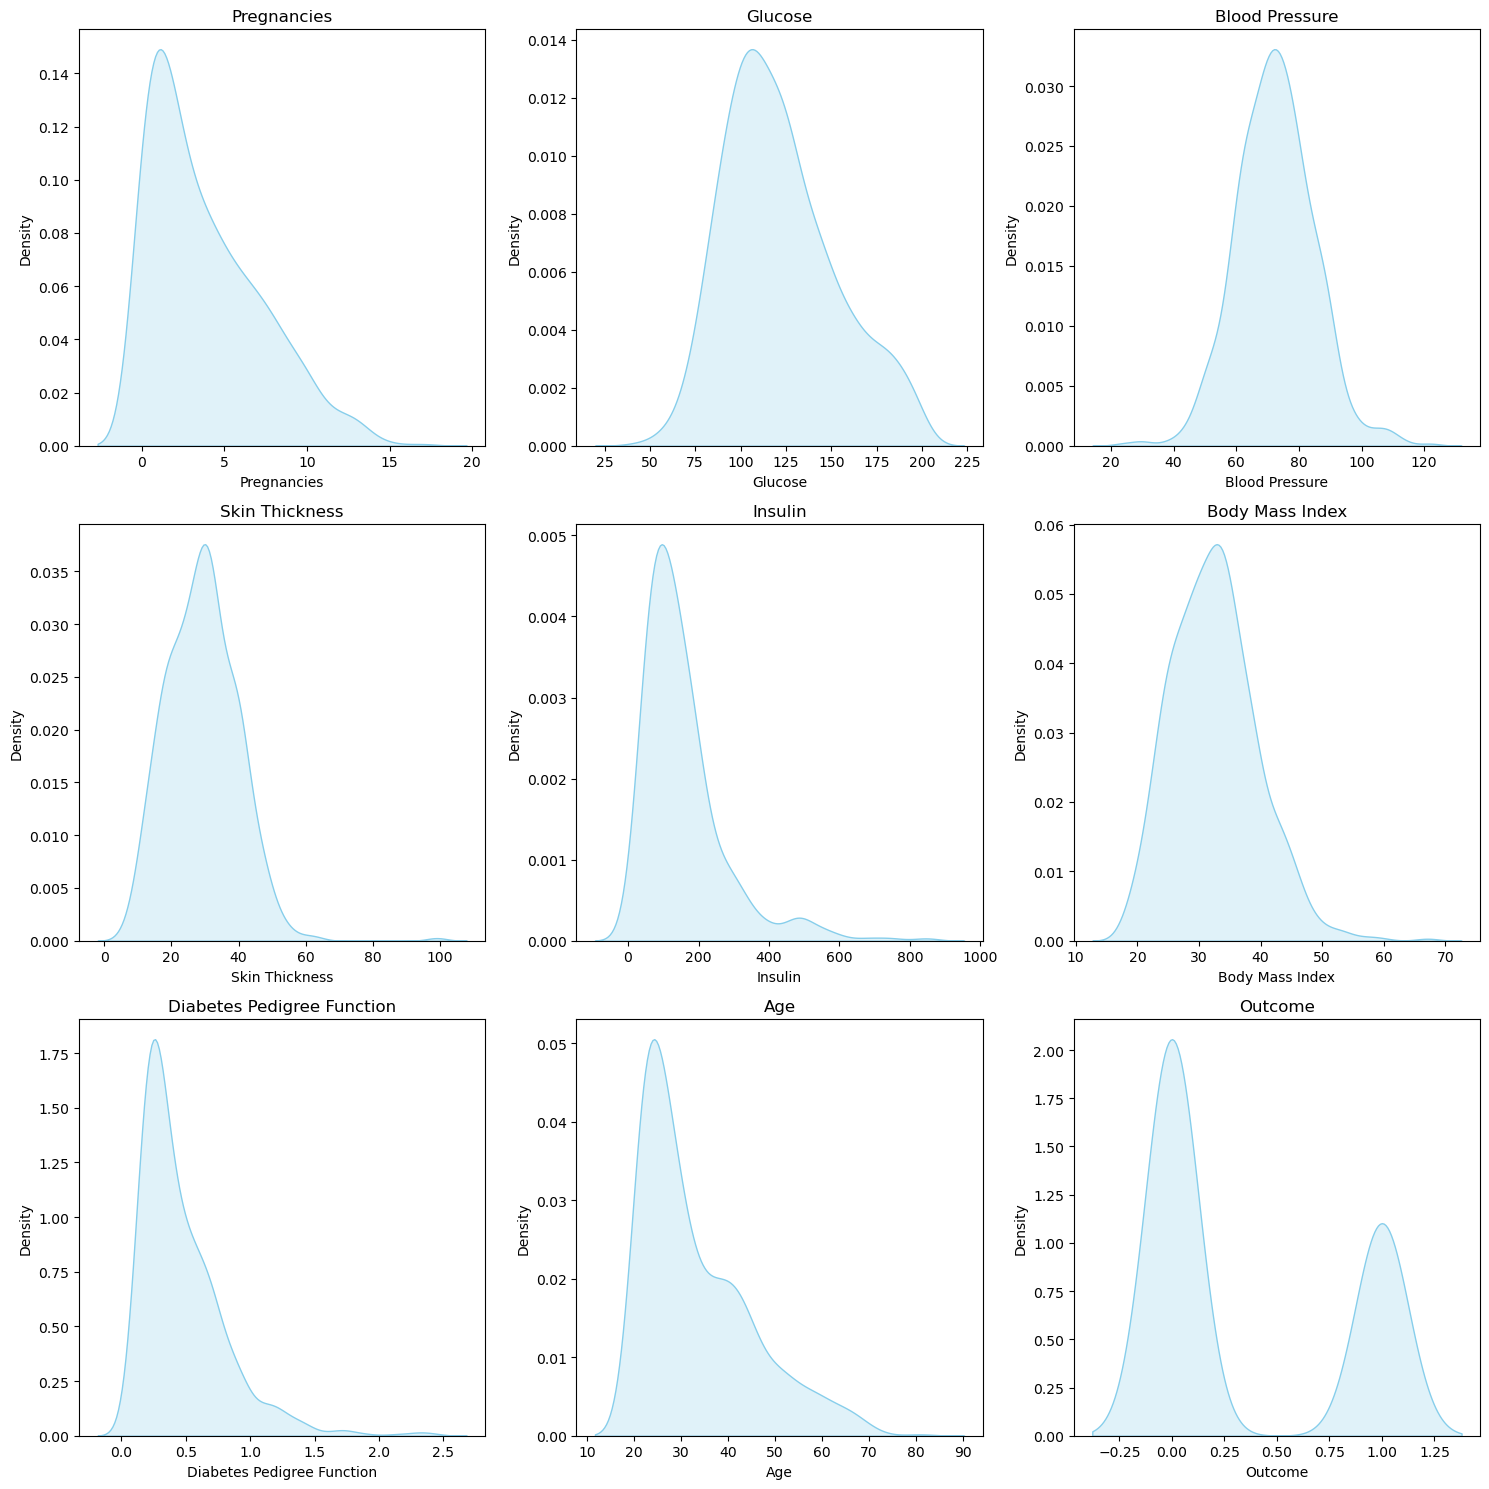 Pregnancies
Glucose
Blood Pressure
0.14
0.12
0.10
0.08
0.06
0.04
0.02
0.00
Density
0 5 10 15 20
Pregnancies
0.014
0.012
0.010
0.008
0.006
0.004
0.002
0.000
Density
25 50 75 100 125 150 175 200 225
Glucose
0.030
0.025
0.020
0.015
0.010
0.005
0.000
Density
20 40 60 80 100 120
Blood Pressure
Skin Thickness
Insulin
Body Mass Index
0.035
0.030
0.025
0.020
0.015
0.010
0.005
0.000
Density
0 20 40 60 80 100
Skin Thickness
0.005
0.004
0.003
0.002
0.001
0.000
Density
0 200 400 600 800 1000
Insulin
0.06
0.05
0.04
0.03
0.02
0.01
0.00
Density
10 20 30 40 50 60 70
Body Mass Index
Diabetes Pedigree Function
Age
Outcome
1.75
1.50
1.25
1.00
0.75
0.50
0.25
0.00
Density
0.0 0.5 1.0 1.5 2.0 2.5
Diabetes Pedigree Function
0.05
0.04
0.03
0.02
0.01
0.00
Density
10 20 30 40 50 60 70 80 90
Age
2.00
1.75
1.50
1.25
1.00
0.75
0.50
0.25
0.00
Density
−0.25 0.00 0.25 0.50 0.75 1.00 1.25
Outcome